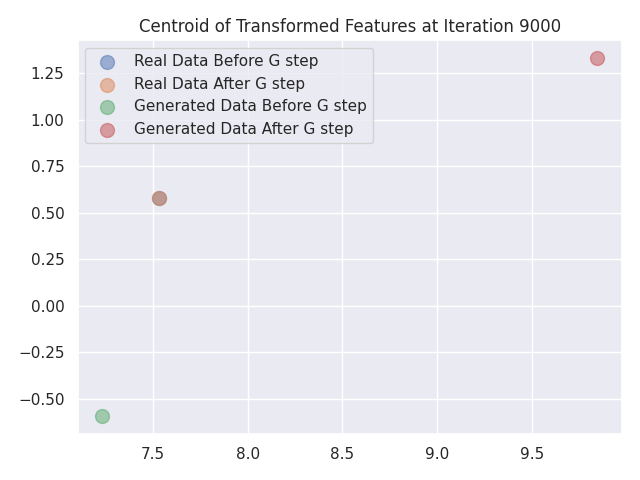 Centroid of Transformed Features at Iteration 9000
Real Data Before G step
Real Data After G step
Generated Data Before G step
Generated Data After G step
1.25
1.00
0.75
0.50
0.25
0.00
−0.25
−0.50
7.5 8.0 8.5 9.0 9.5